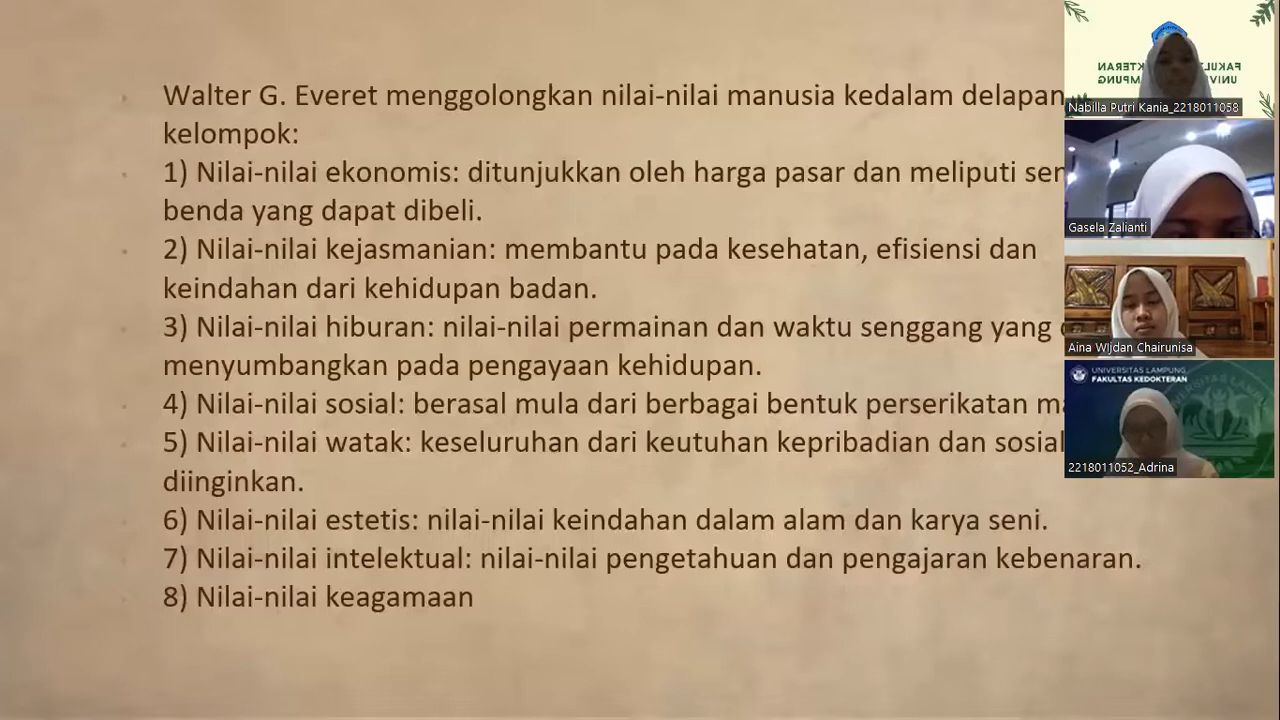 Walter G. Everet menggolongkan nilai-nilai manusia kedalam delapan
kelompok:
1) Nilai-nilai ekonomis: ditunjukkan oleh harga pasar dan meliputi
benda yang dapat dibeli.
2) Nilai-nilai kejasmanian: membantu pada kesehatan, efisiensi dan
keindahan dari kehidupan badan.
3) Nilai-nilai hiburan: nilai-nilai permainan dan waktu senggang yang
menyumbangkan pada pengayaan kehidupan.
4) Nilai-nilai sosial: berasal mula dari berbagai bentuk perserikatan
5) Nilai-nilai watak: keseluruhan dari keutuhan kepribadian dan sosial
diinginkan.
6) Nilai-nilai estetis: nilai-nilai keindahan dalam alam dan karya seni.
7) Nilai-nilai intelektual: nilai-nilai pengetahuan dan pengajaran kebenaran.
8) Nilai-nilai keagamaan
Nabilla Putri Kania_2218011058
Gasela Zalianti
Aina WIjdan Chairunisa
UNIVERSITAS LAMPUNG
FAKULTAS KEDOKTERAN
2218011052_Adrina